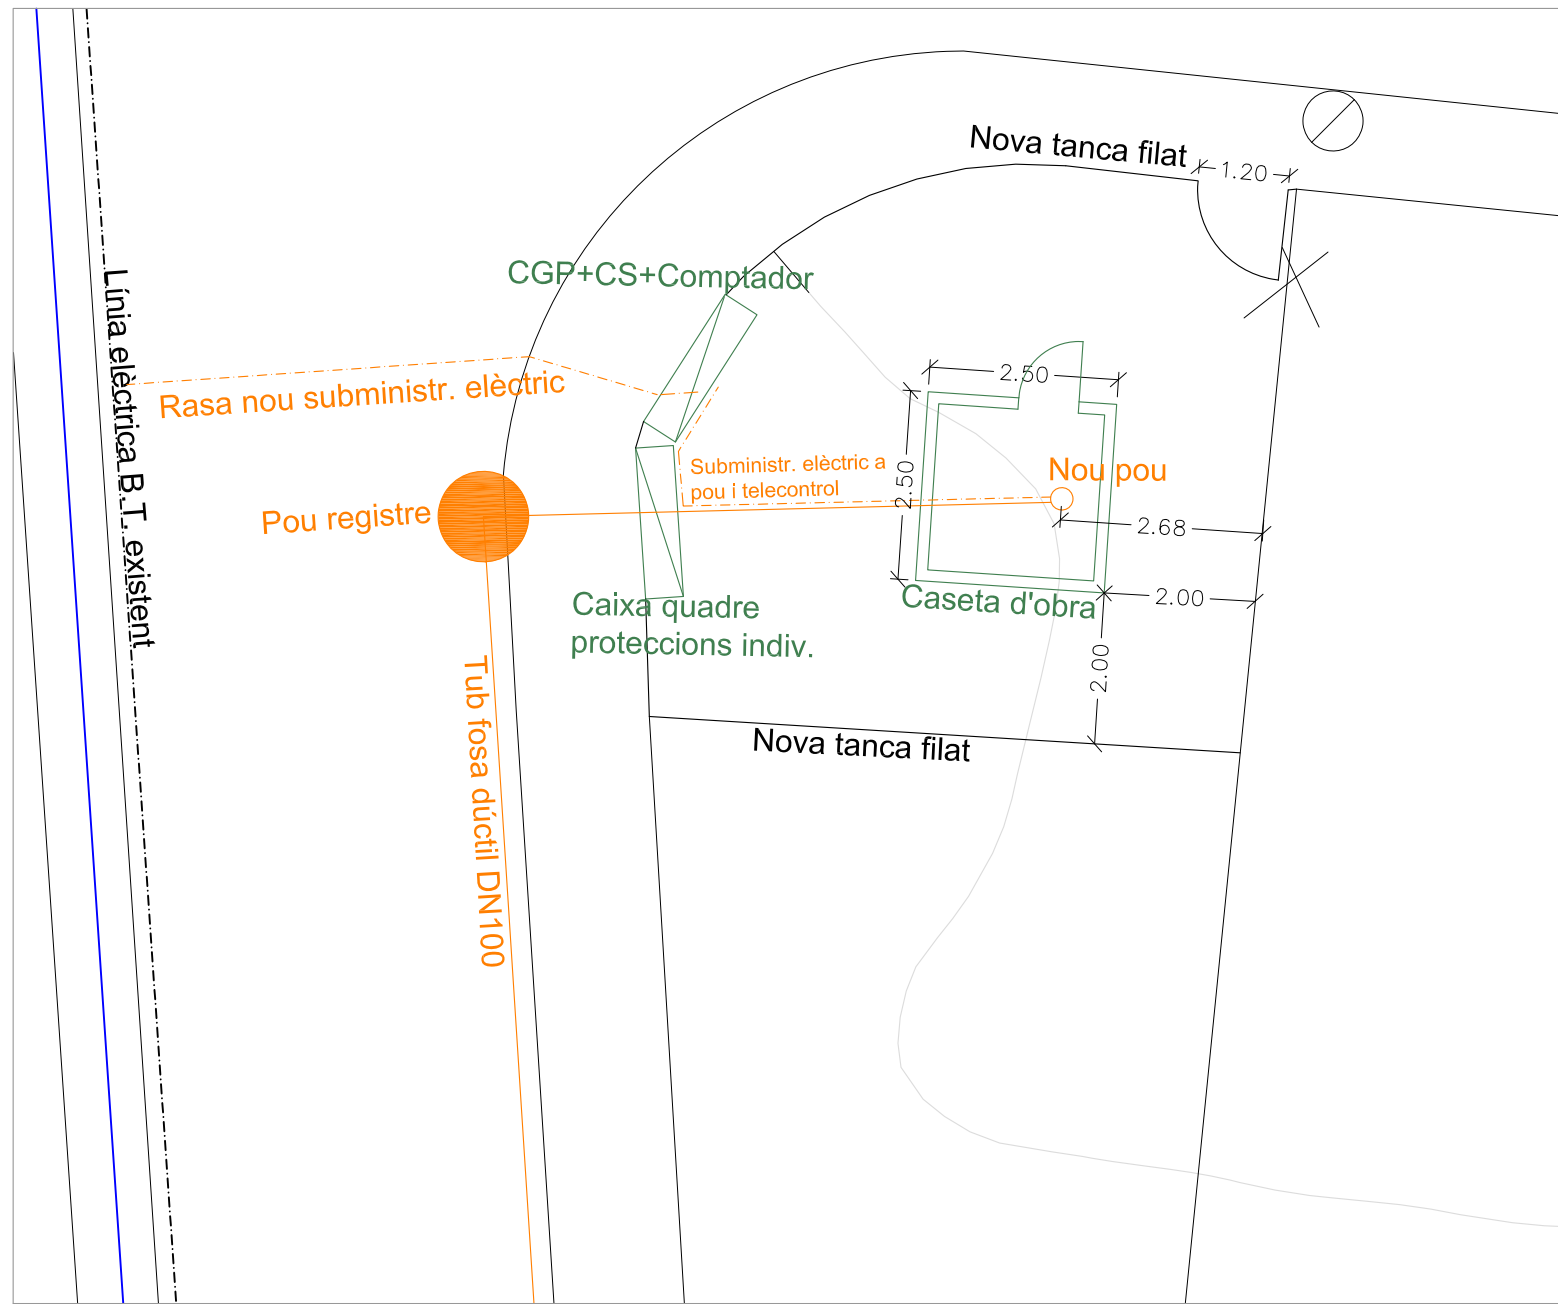 Nova tanca filat
1.20
CGP+CS+Comptador
Línia elèctrica B.T. existent
Rasa nou subministr. elèctric
2.50
2.50
Subministr. elèctric a
pou i telecontrol
Nou pou
Pou registre
2.68
Caseta d'obra
2.00
2.00
Caixa quadre
proteccions indiv.
Tub fosa dúctil DN100
Nova tanca filat